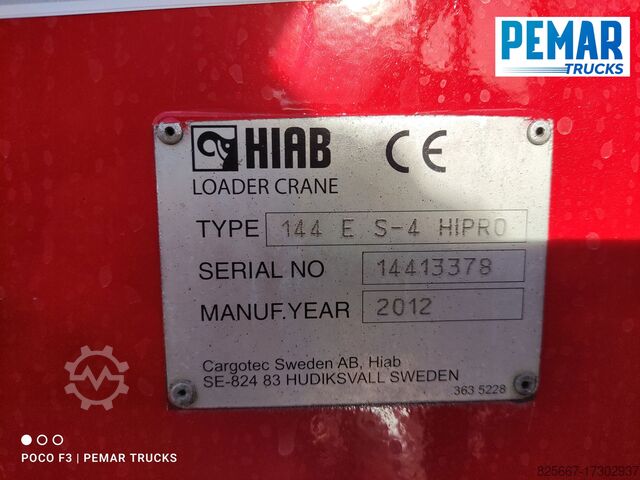 PEMAR
TRUCKS
HIAB CE
LOADER CRANE
TYPE 144 E S-4 HIPRO
SERIAL NO 14413378
MANUF.YEAR 2012
Cargotec Sweden AB, Hiab
SE-824 83 HUDIKSVALL SWEDEN
363 5228
POCO F3 | PEMAR TRUCKS
825667-17302937